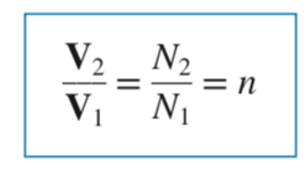 V₂/V₁ = N₂/N₁ = n